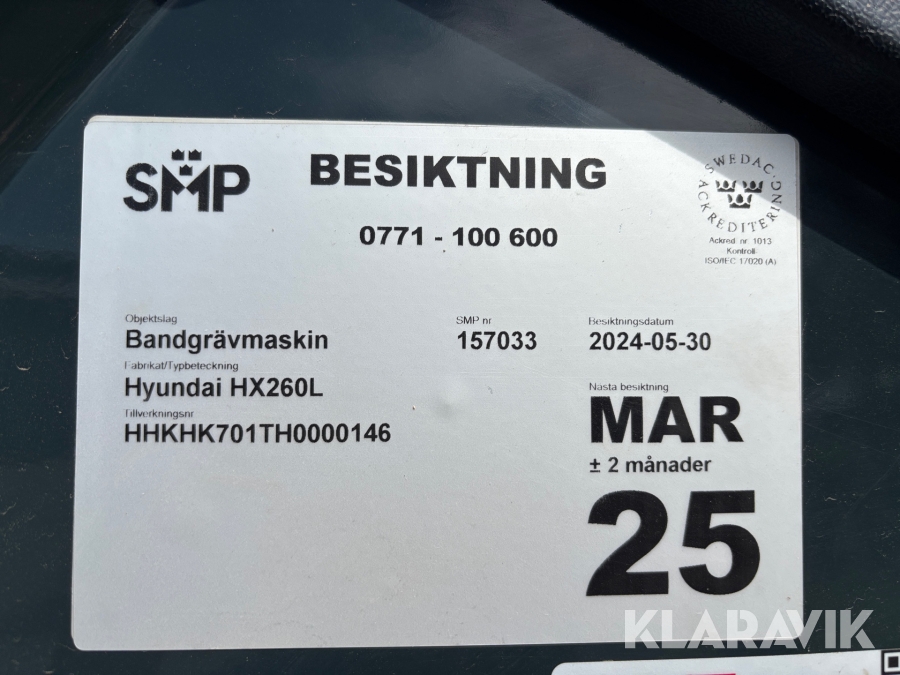 SMP
BESIKTNING
0771 - 100 600
SWEDAC · ACKREDITERING
Ackred. nr. 1013
Kontroll
ISO/IEC 17020 (A)
Objektslag
Bandgrävmaskin
SMP nr
157033
Besiktningsdatum
2024-05-30
Fabrikat/Typbeteckning
Hyundai HX260L
Tillverkningsnr
HHKHK701TH0000146
Nästa besiktning
MAR
± 2 månader
25
KLARAVIK